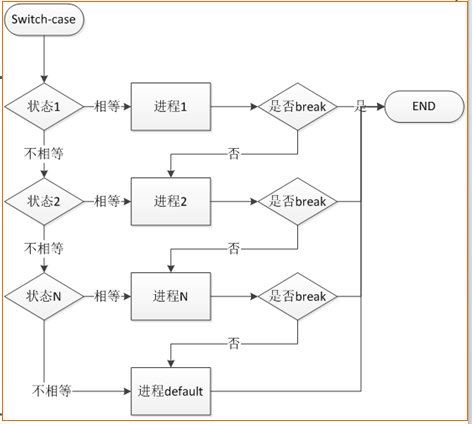 Switch-case
状态1
相等
进程1
是否break
是
END
不相等
否
状态2
相等
进程2
是否break
不相等
否
状态N
相等
进程N
是否break
否
不相等
进程default